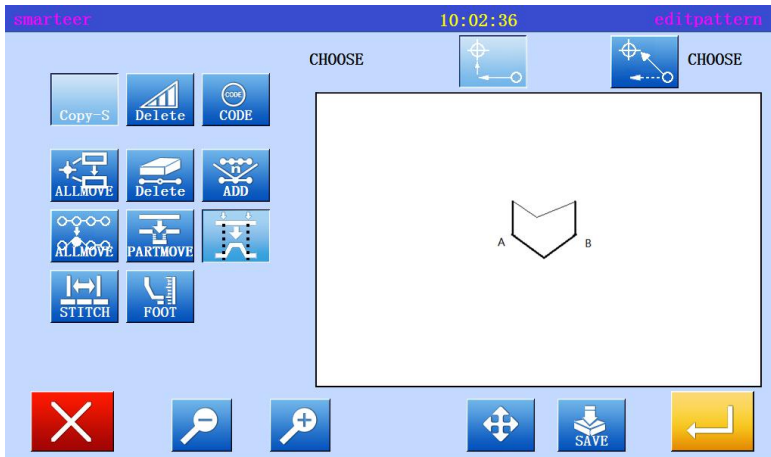 smarteer 10:02:36 editpattern
CHOOSE CHOOSE
Copy-S Delete CODE CODE
ALLMOVE Delete n ADD
ALLMOVE PARTMOVE
STITCH FOOT
A B
SAVE